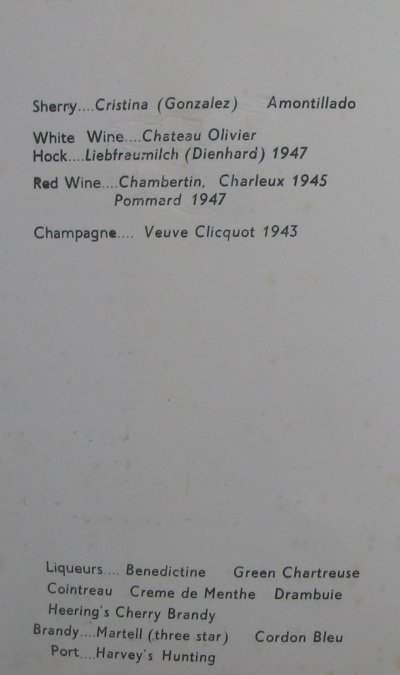 Sherry....Cristina (Gonzalez) Amontillado
White Wine....Chateau Olivier
Hock....Liebfraumilch (Dienhard) 1947
Red Wine....Chambertin, Charleux 1945
Pommard 1947
Champagne.... Veuve Clicquot 1943
Liqueurs.... Benedictine Green Chartreuse
Cointreau Creme de Menthe Drambuie
Heering's Cherry Brandy
Brandy....Martell (three star) Cordon Bleu
Port....Harvey's Hunting